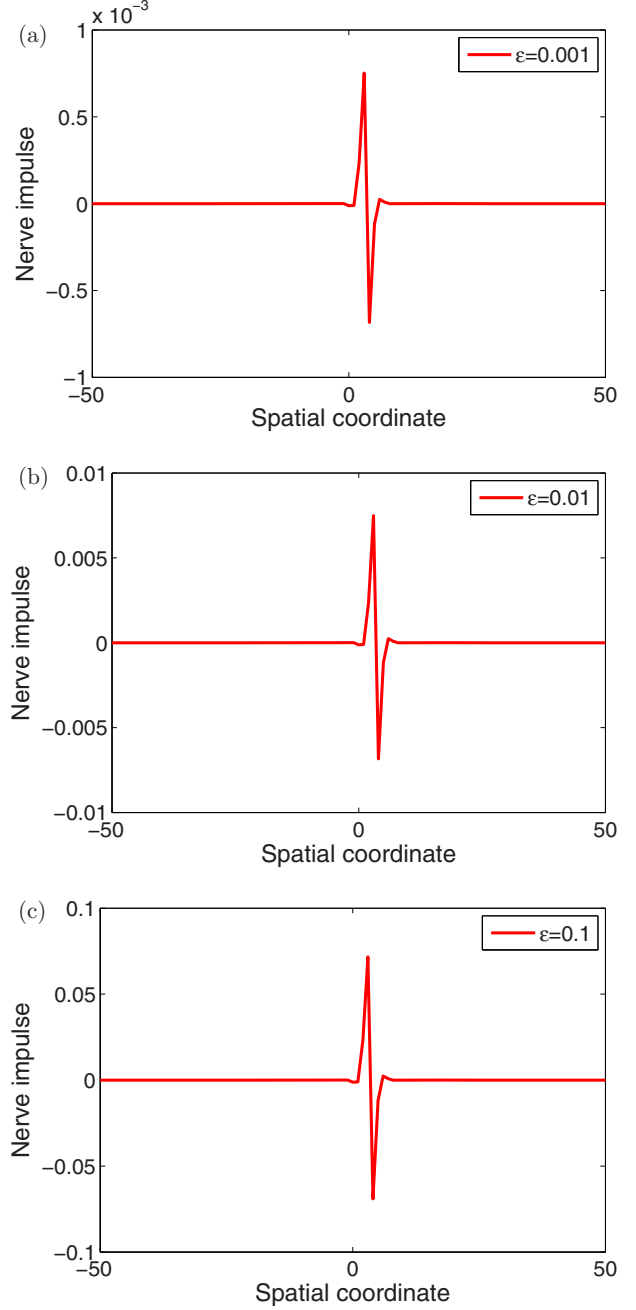 (a)
1 x 10⁻³
ε=0.001
0.5
0
−0.5
−1
−50
0
50
Nerve impulse
Spatial coordinate
(b)
0.01
ε=0.01
0.005
0
−0.005
−0.01
−50
0
50
Nerve impulse
Spatial coordinate
(c)
0.1
ε=0.1
0.05
0
−0.05
−0.1
−50
0
50
Nerve impulse
Spatial coordinate